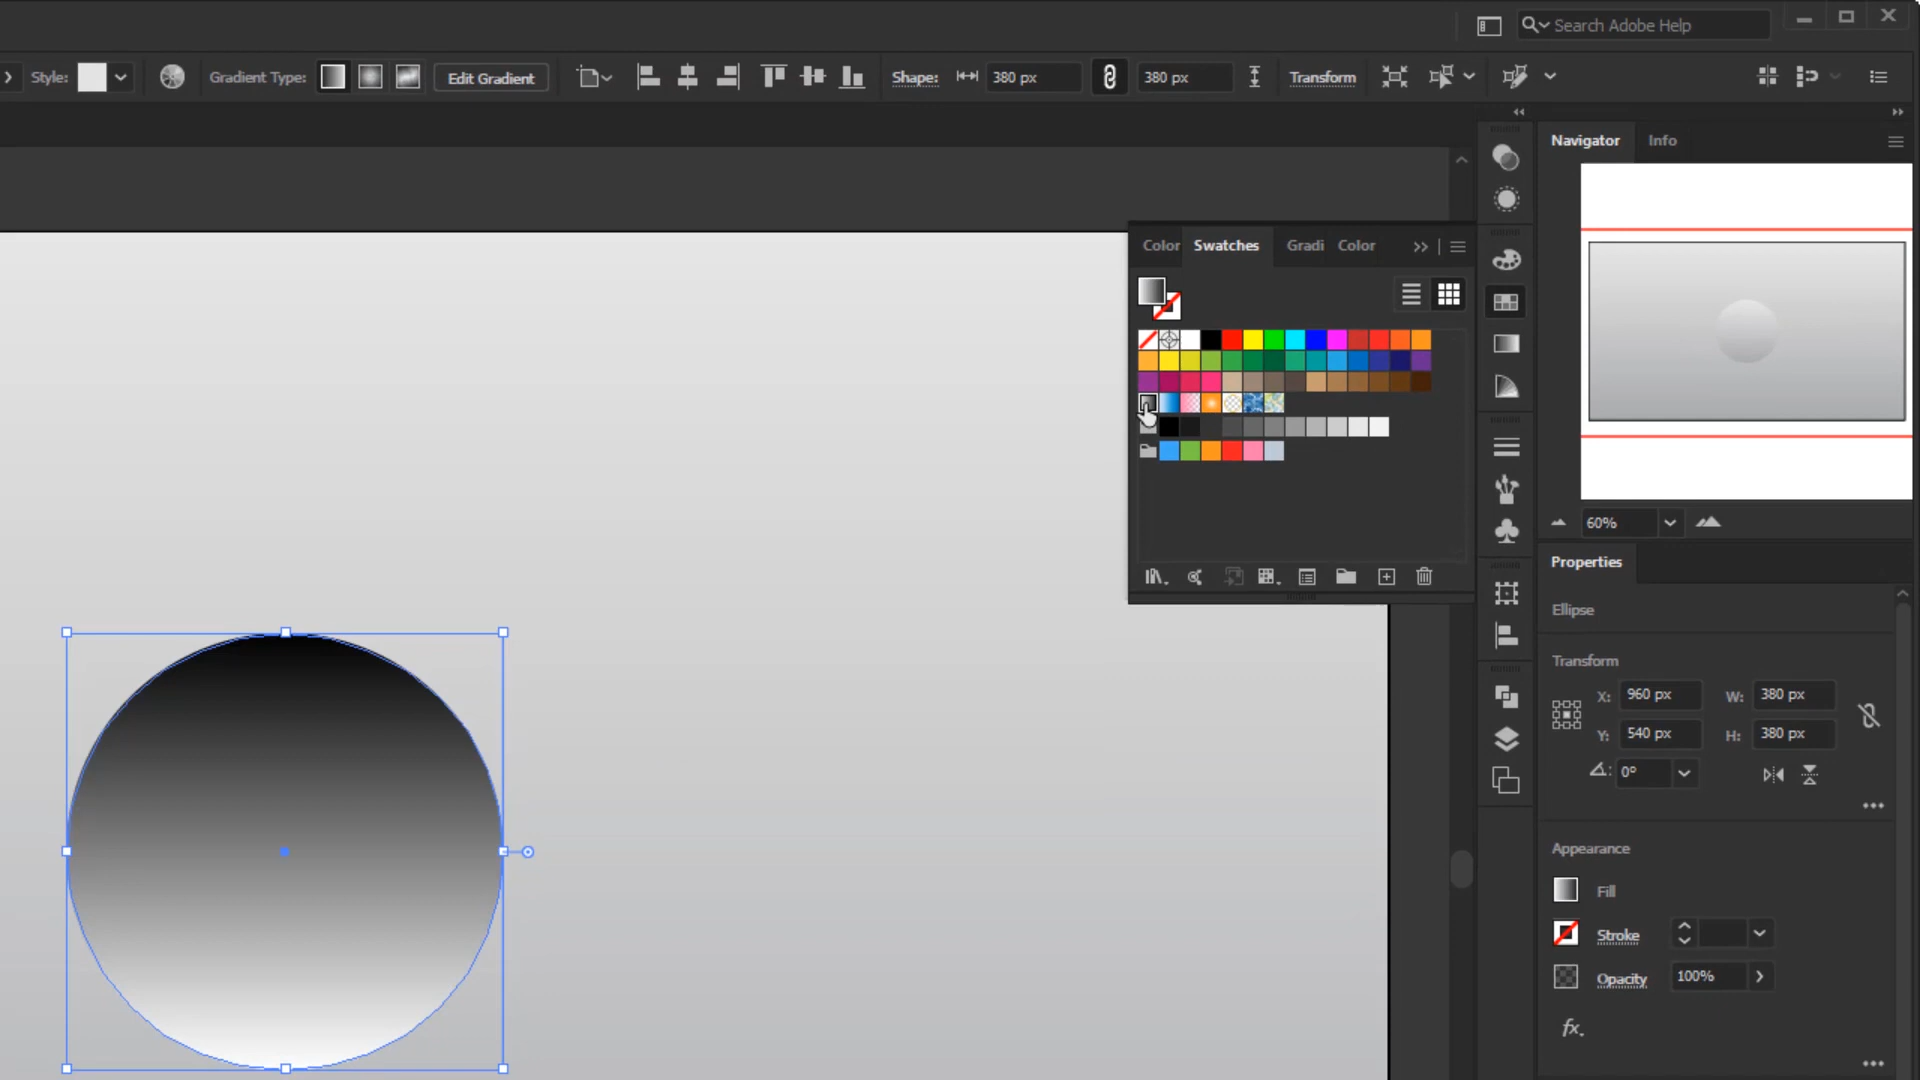 Search Adobe Help
Style:
Gradient Type:
Edit Gradient
Shape:
380 px
380 px
Transform
Navigator
Info
Color
Swatches
Gradi
Color
60%
Properties
Ellipse
Transform
X:
960 px
W:
380 px
Y:
540 px
H:
380 px
0°
Appearance
Fill
Stroke
Opacity
100%
fx.